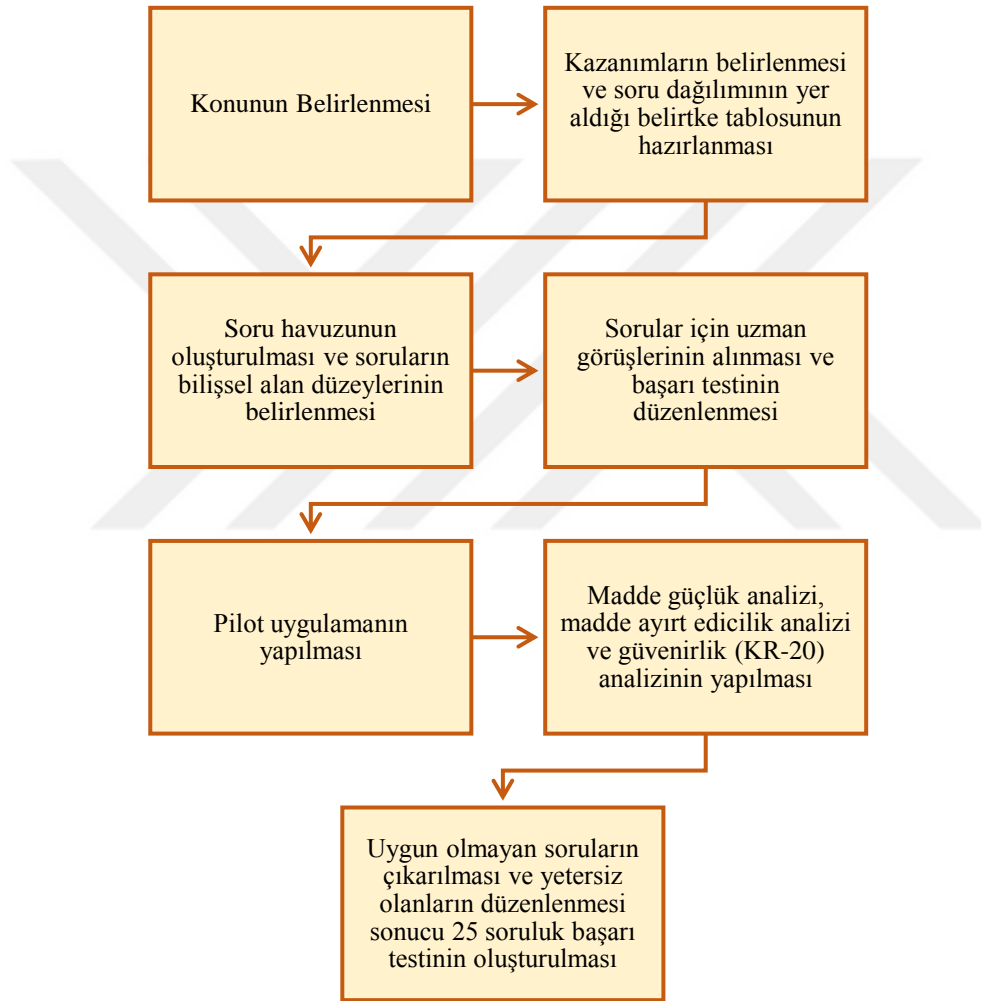 Konunun Belirlenmesi
Kazanımların belirlenmesi
ve soru dağılımının yer
aldığı belirtke tablosunun
hazırlanması
Soru havuzunun
oluşturulması ve soruların
bilişsel alan düzeylerinin
belirlenmesi
Sorular için uzman
görüşlerinin alınması ve
başarı testinin
düzenlenmesi
Pilot uygulamanın
yapılması
Madde güçlük analizi,
madde ayırt edicilik analizi
ve güvenirlik (KR-20)
analizinin yapılması
Uygun olmayan soruların
çıkarılması ve yetersiz
olanların düzenlenmesi
sonucu 25 soruluk başarı
testinin oluşturulması